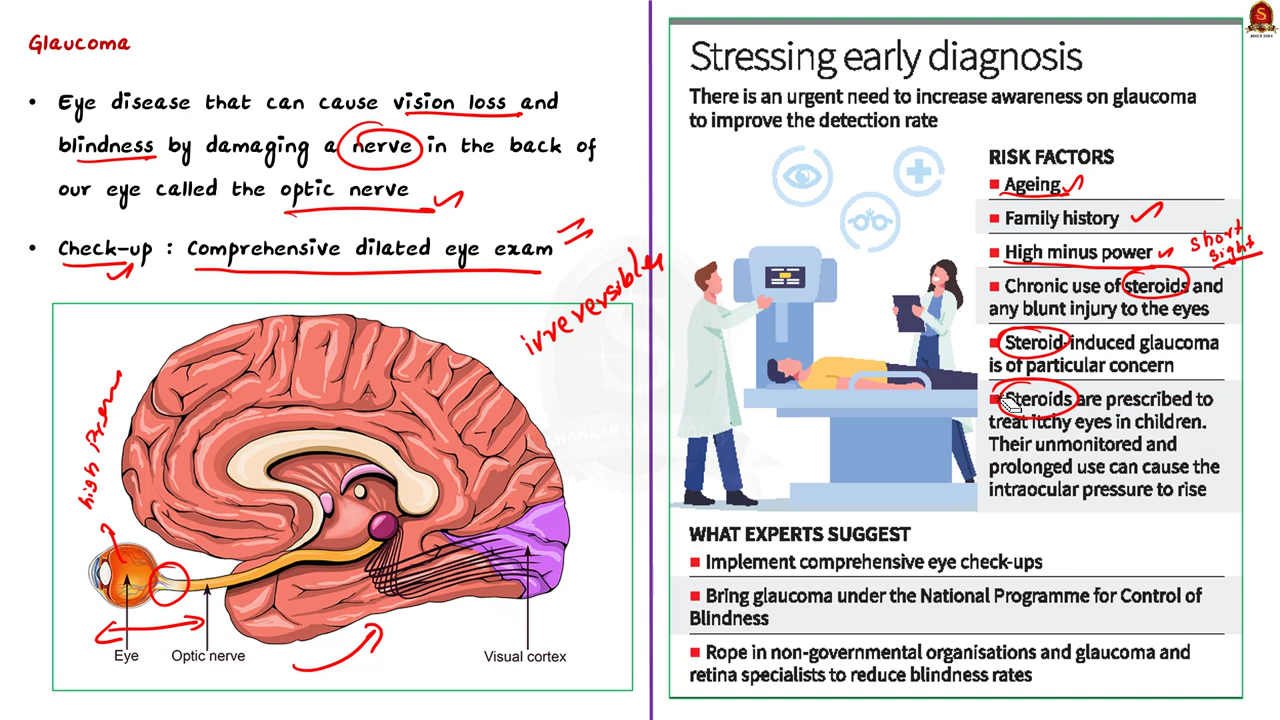 Glaucoma
• Eye disease that can cause vision loss and
blindness by damaging a nerve in the back of
our eye called the optic nerve
• Check-up : Comprehensive dilated eye exam
irreversible
high
Eye
Optic nerve
Visual cortex
Stressing early diagnosis
There is an urgent need to increase awareness on glaucoma
to improve the detection rate
RISK FACTORS
Ageing
Family history
High minus power
short
sight
Chronic use of steroids and
any blunt injury to the eyes
Steroid-induced glaucoma
is of particular concern
Steroids are prescribed to
treat itchy eyes in children.
Their unmonitored and
prolonged use can cause the
intraocular pressure to rise
WHAT EXPERTS SUGGEST
Implement comprehensive eye check-ups
Bring glaucoma under the National Programme for Control of
Blindness
Rope in non-governmental organisations and glaucoma and
retina specialists to reduce blindness rates